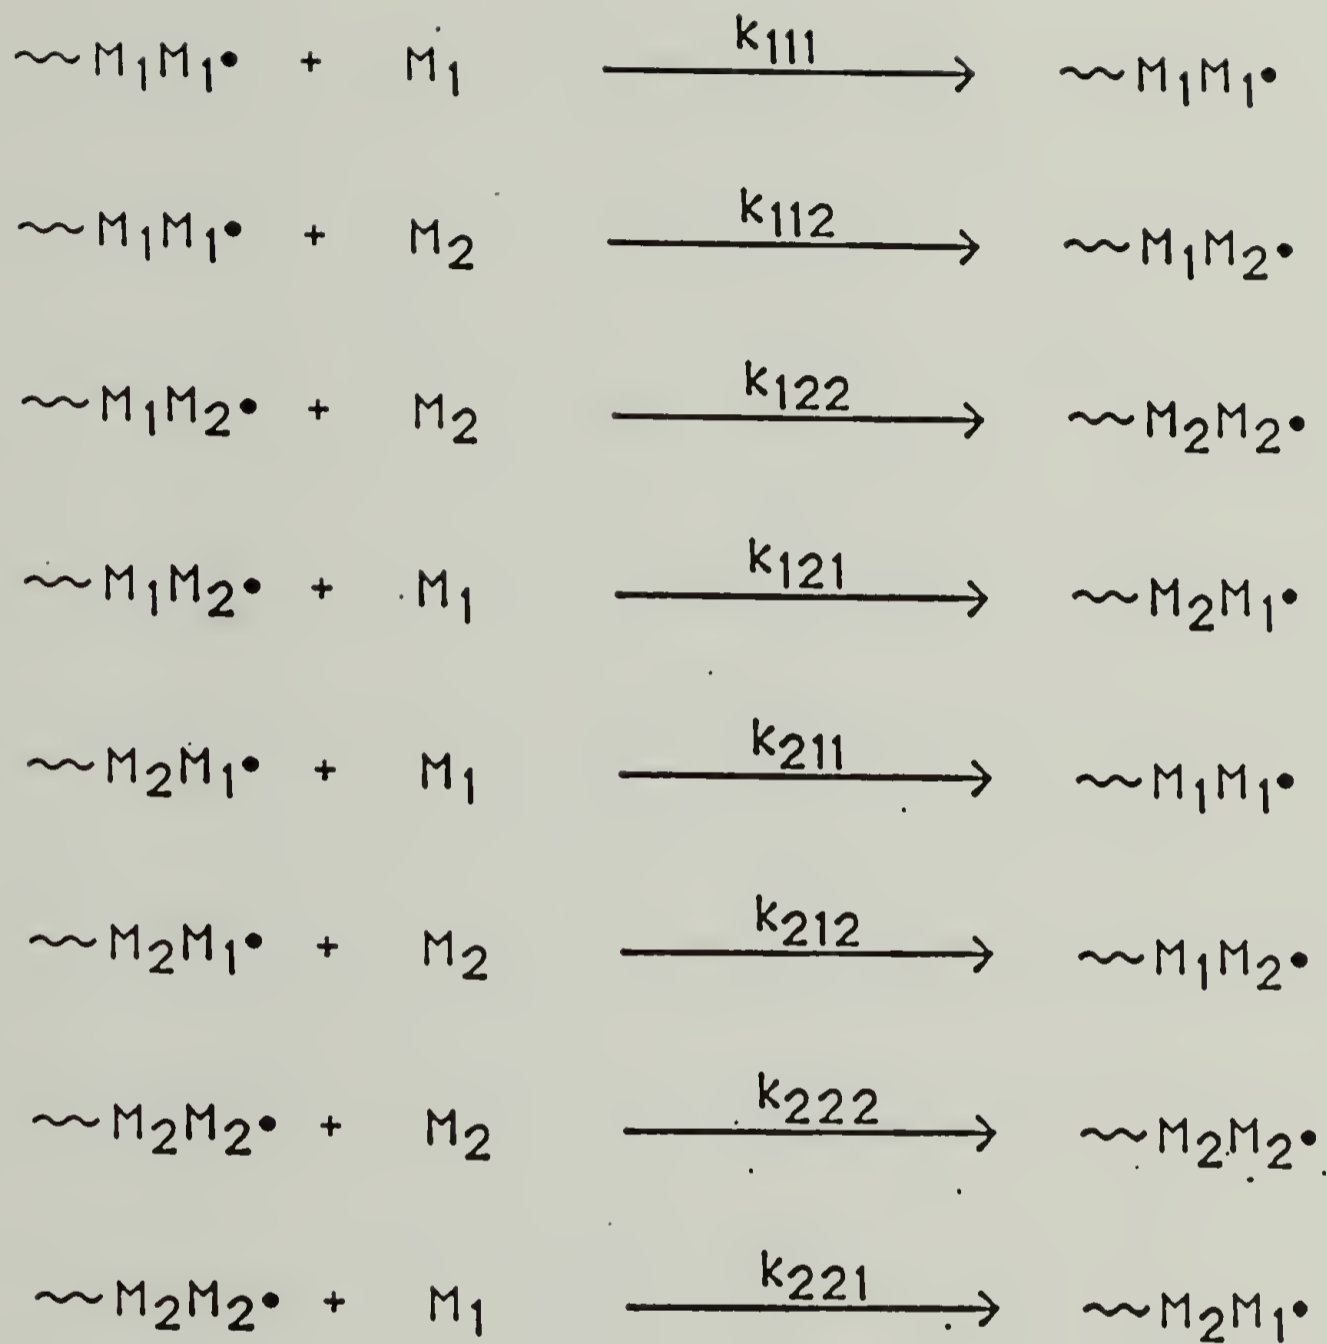 ~~ M₁M₁• + M₁ k₁₁₁ → ~~ M₁M₁•
~~ M₁M₁• + M₂ k₁₁₂ → ~~ M₁M₂•
~~ M₁M₂• + M₂ k₁₂₂ → ~~ M₂M₂•
~~ M₁M₂• + M₁ k₁₂₁ → ~~ M₂M₁•
~~ M₂M₁• + M₁ k₂₁₁ → ~~ M₁M₁•
~~ M₂M₁• + M₂ k₂₁₂ → ~~ M₁M₂•
~~ M₂M₂• + M₂ k₂₂₂ → ~~ M₂M₂•
~~ M₂M₂• + M₁ k₂₂₁ → ~~ M₂M₁•